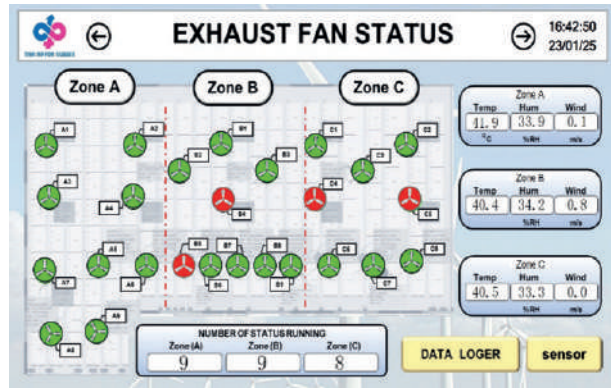 EXHAUST FAN STATUS
16:42:50
23/01/25
Zone A
Zone B
Zone C
A1
A2
B1
C1
C2
B2
B3
C3
A3
C4
A4
B4
C5
A5
B5
B7
B8
C6
C8
A7
A6
B6
B9
C7
A9
A8
Zone A
Temp Hum Wind
41.9 33.9 0.1
°C %RH m/s
Zone B
Temp Hum Wind
40.4 34.2 0.8
%RH m/s
Zone C
Temp Hum Wind
40.5 33.3 0.0
%RH m/s
NUMBER OF STATUS RUNNING
Zone (A) Zone (B) Zone (C)
9 9 8
DATA LOGER
sensor